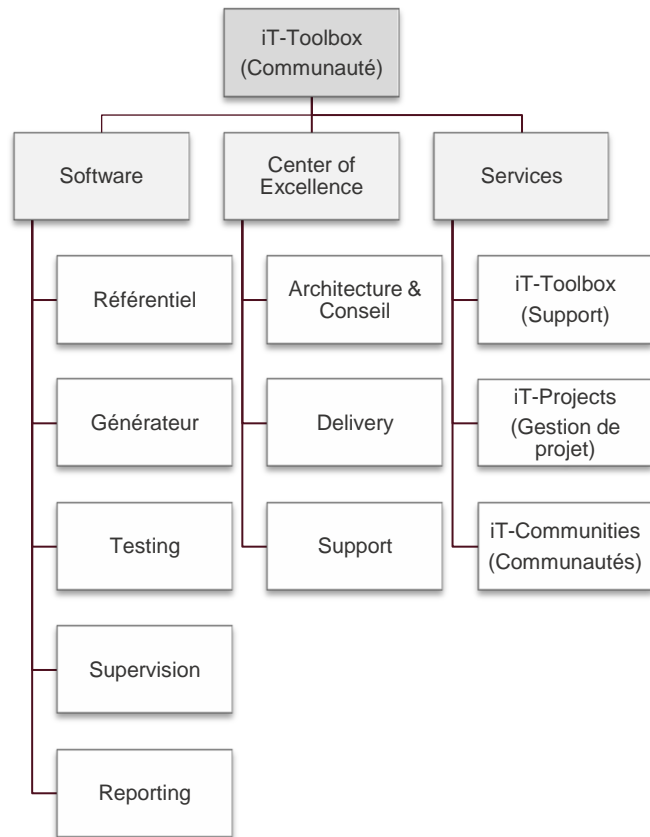 iT-Toolbox
(Communauté)
Software
Center of
Excellence
Services
Référentiel
Générateur
Testing
Supervision
Reporting
Architecture &
Conseil
Delivery
Support
iT-Toolbox
(Support)
iT-Projects
(Gestion de
projet)
iT-Communities
(Communautés)